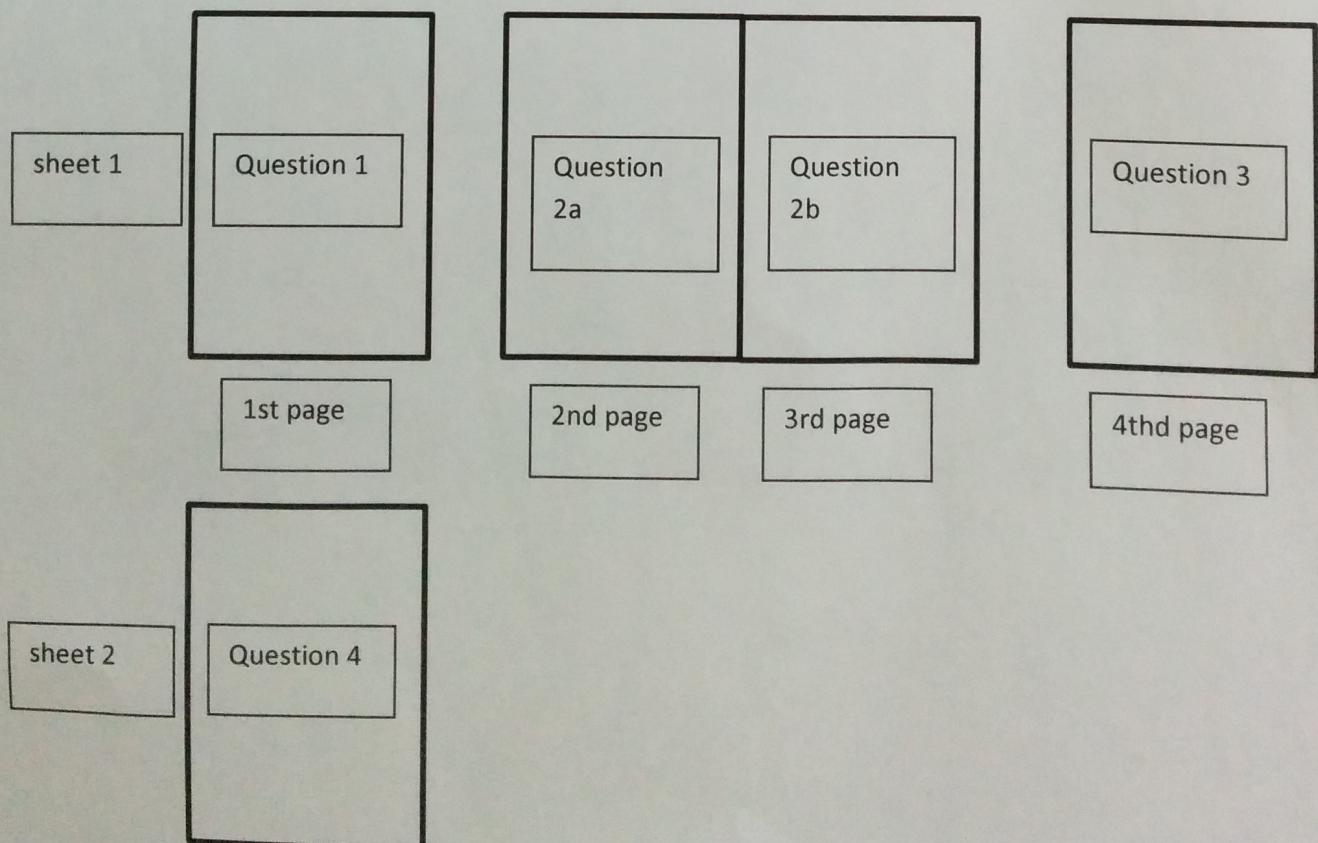 sheet 1
Question 1
Question
2a
Question
2b
Question 3
1st page
2nd page
3rd page
4thd page
sheet 2
Question 4